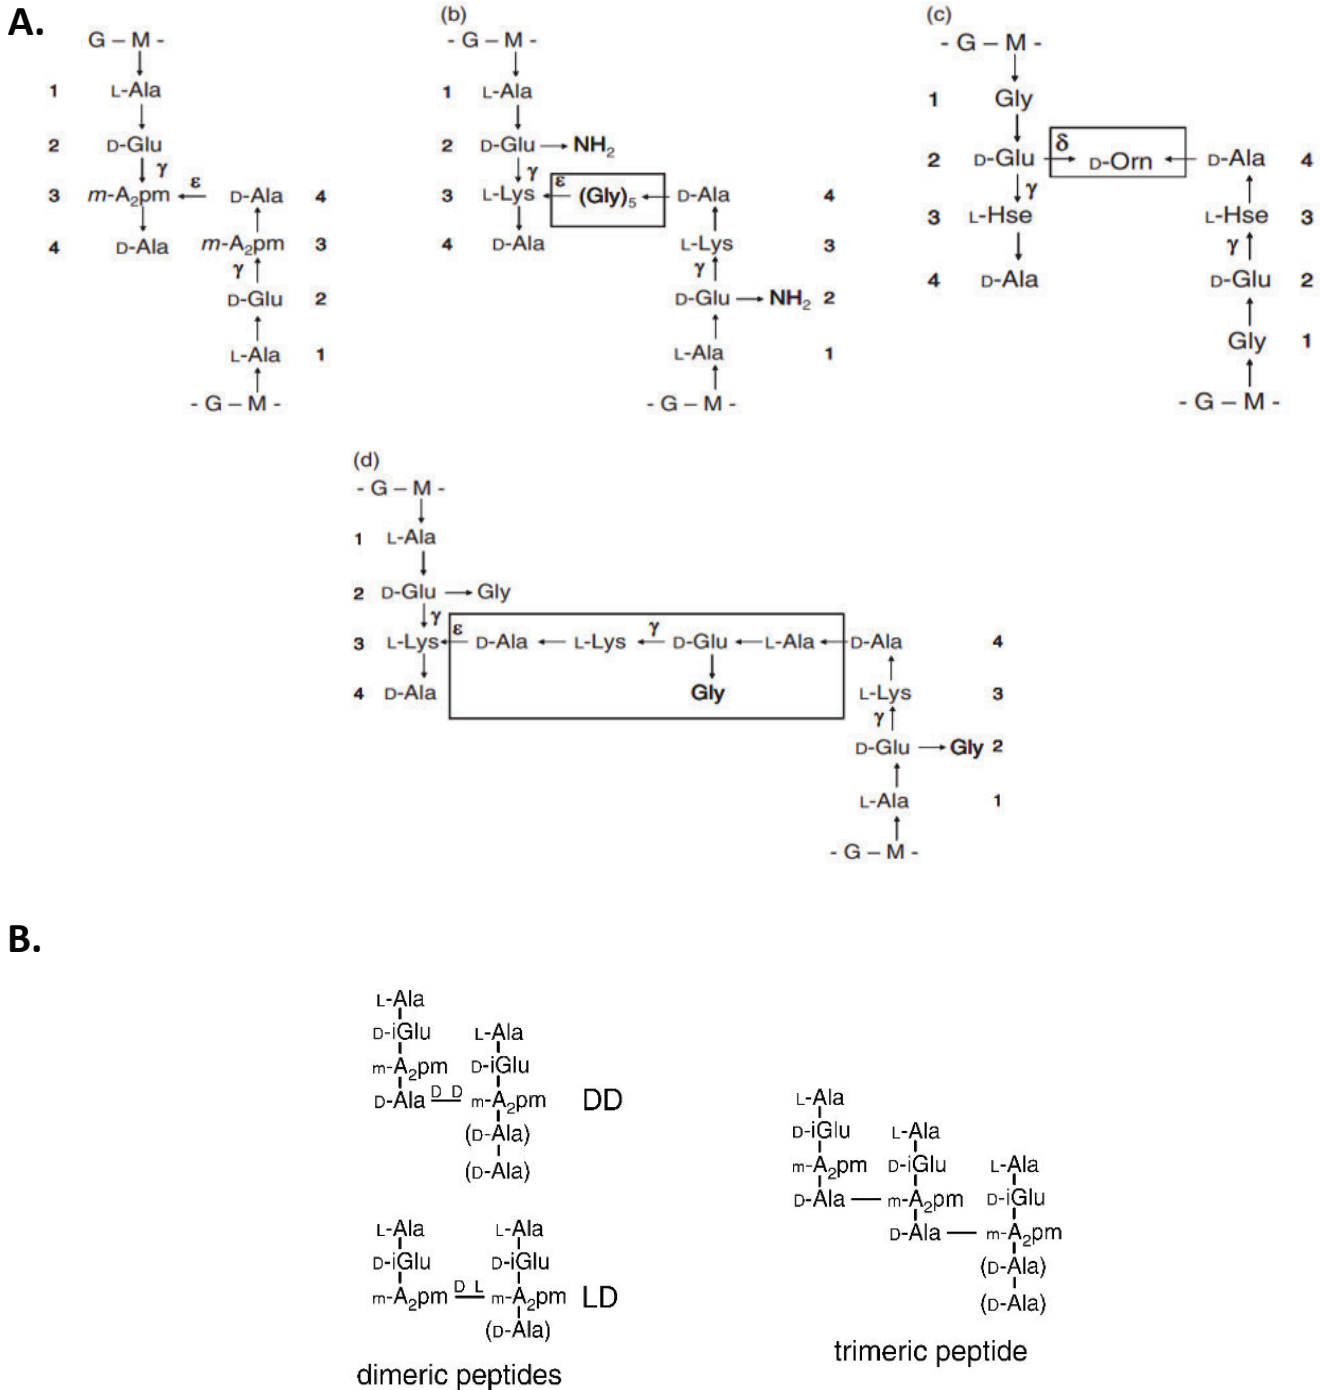 A.
G – M -
1 L-Ala
2 D-Glu
γ
3 m-A₂pm ε D-Ala 4
4 D-Ala m-A₂pm 3
γ
D-Glu 2
L-Ala 1
- G – M -
(b)
- G – M -
1 L-Ala
2 D-Glu NH₂
γ
3 L-Lys ε (Gly)₅ D-Ala 4
4 D-Ala L-Lys 3
γ
D-Glu NH₂ 2
L-Ala 1
- G – M -
(c)
- G – M -
1 Gly
2 D-Glu δ D-Orn D-Ala 4
γ
3 L-Hse L-Hse 3
γ
4 D-Ala D-Glu 2
Gly 1
- G – M -
(d)
- G – M -
1 L-Ala
2 D-Glu Gly
γ
3 L-Lys ε D-Ala L-Lys γ D-Glu L-Ala D-Ala 4
4 D-Ala Gly L-Lys 3
γ
D-Glu Gly 2
L-Ala 1
- G – M -
B.
L-Ala
D-iGlu L-Ala
m-A₂pm D-iGlu
D-Ala D D m-A₂pm DD
(D-Ala)
(D-Ala)
L-Ala L-Ala
D-iGlu D-iGlu
m-A₂pm D L m-A₂pm LD
(D-Ala)
dimeric peptides
L-Ala
D-iGlu L-Ala
m-A₂pm D-iGlu L-Ala
D-Ala — m-A₂pm D-iGlu
D-Ala — m-A₂pm
(D-Ala)
(D-Ala)
trimeric peptide